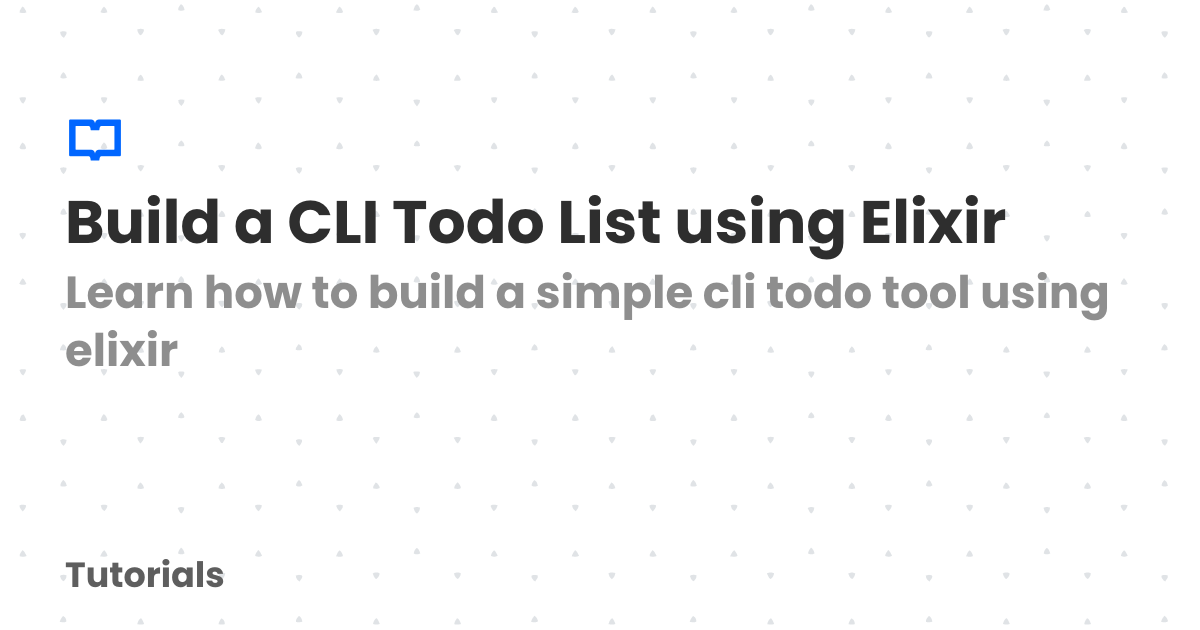 Build a CLI Todo List using Elixir
Learn how to build a simple cli todo tool using
elixir
Tutorials